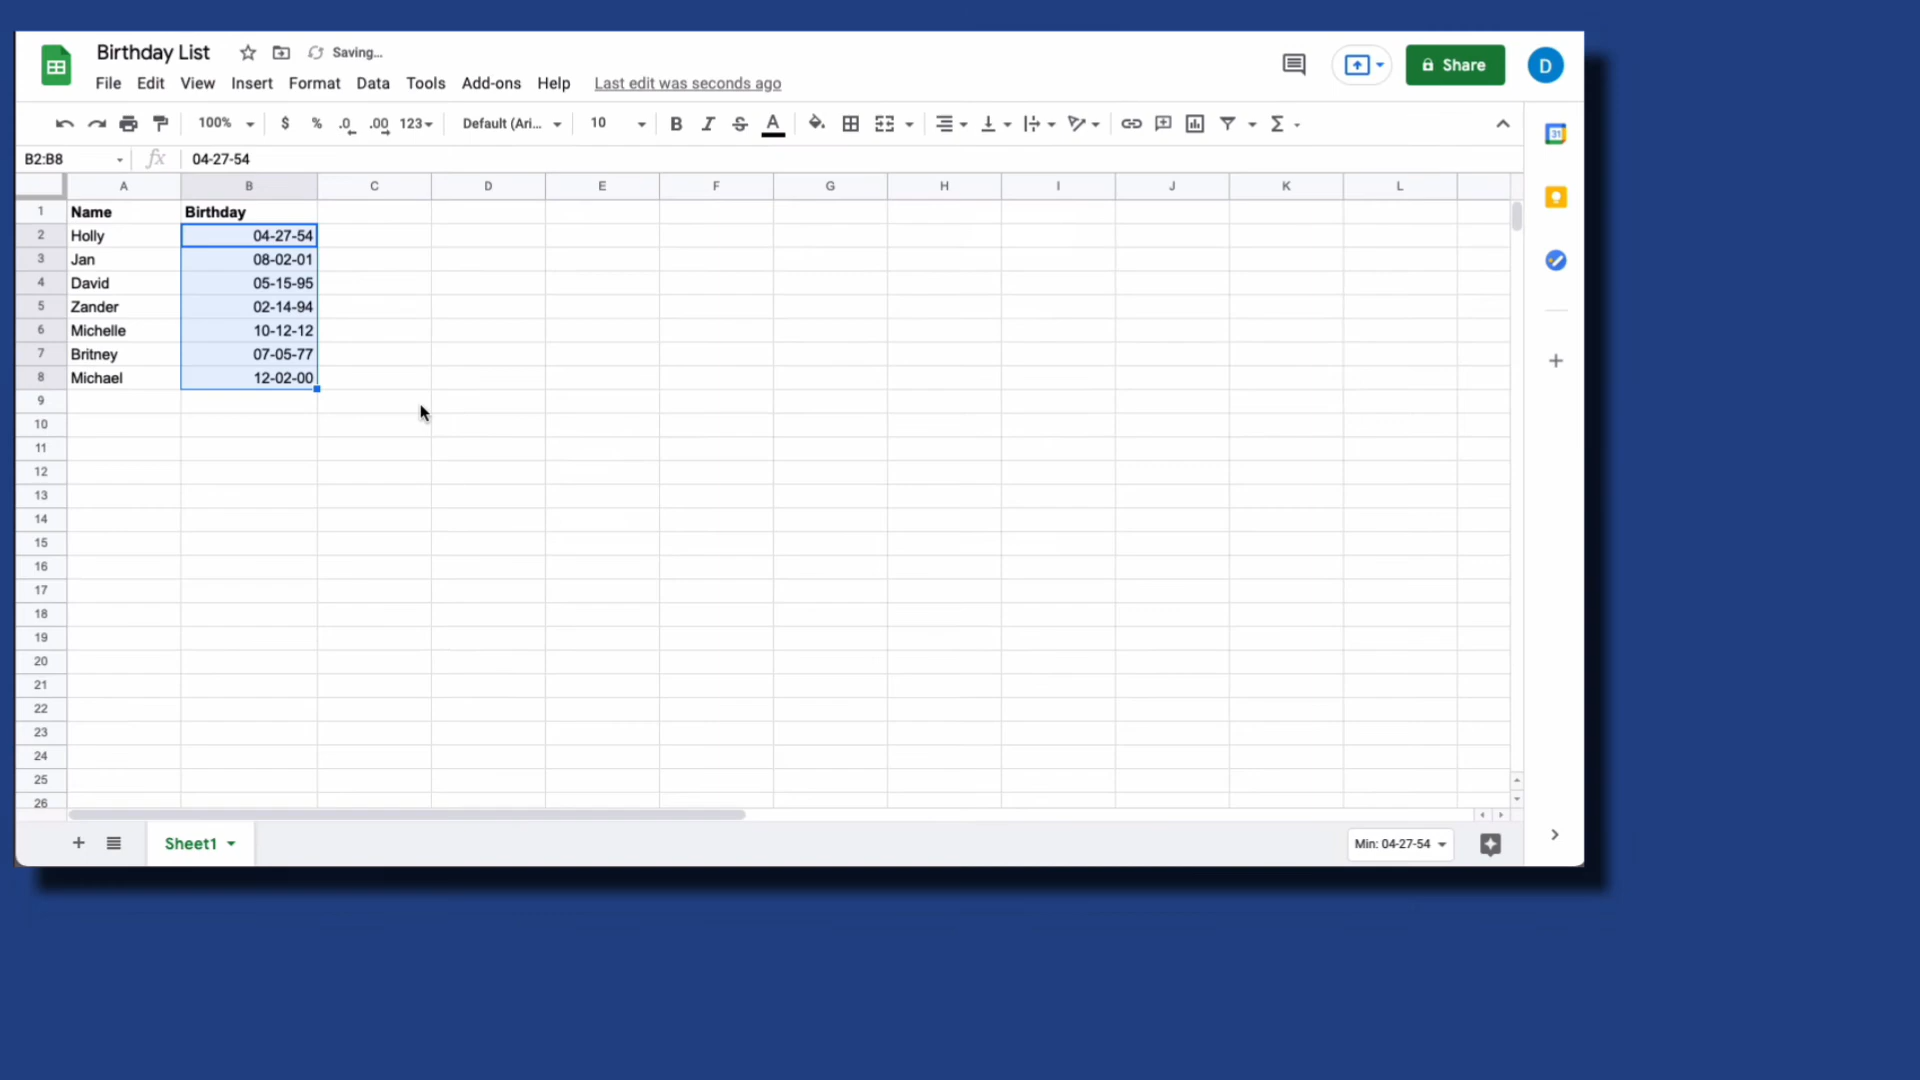 Birthday List Saving...
File Edit View Insert Format Data Tools Add-ons Help Last edit was seconds ago
Share
D
100% $ % .0 .00 123 Default (Ari... 10 B I S A Σ
31
B2:B8 fx 04-27-54
A B C D E F G H I J K L
1 Name Birthday
2 Holly 04-27-54
3 Jan 08-02-01
4 David 05-15-95
5 Zander 02-14-94
6 Michelle 10-12-12
7 Britney 07-05-77
8 Michael 12-02-00
9
10
11
12
13
14
15
16
17
18
19
20
21
22
23
24
25
26
Sheet1 Min: 04-27-54